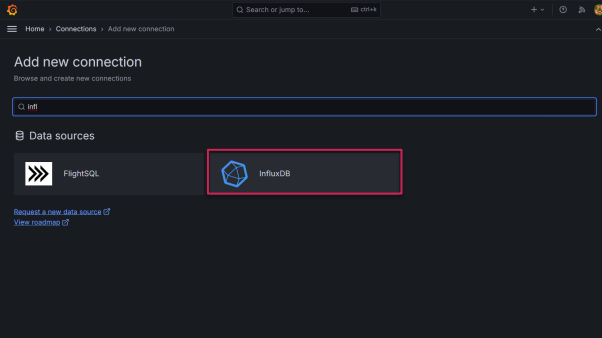 Search or jump to...
ctrl+k
Home › Connections › Add new connection
Add new connection
Browse and create new connections
infl
Data sources
FlightSQL
InfluxDB
Request a new data source
View roadmap